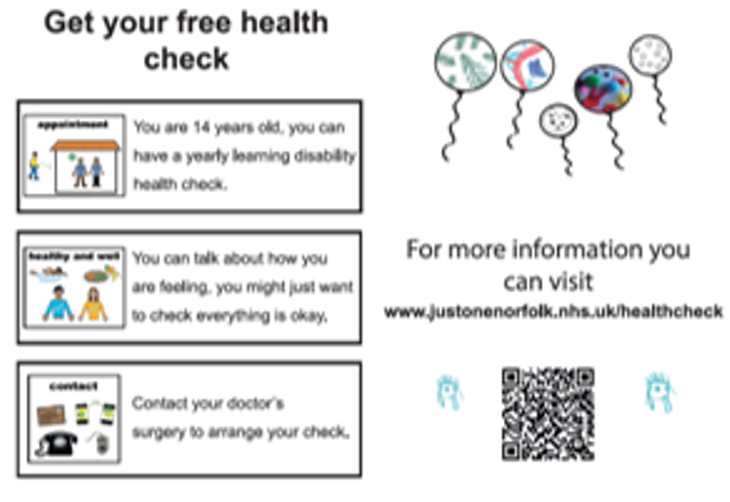 Get your free health
check
appointment
You are 14 years old, you can
have a yearly learning disability
health check.
healthy and well
You can talk about how you
are feeling, you might just want
to check everything is okay.
contact
Contact your doctor's
surgery to arrange your check.
For more information you
can visit
www.justonenorfolk.nhs.uk/healthcheck